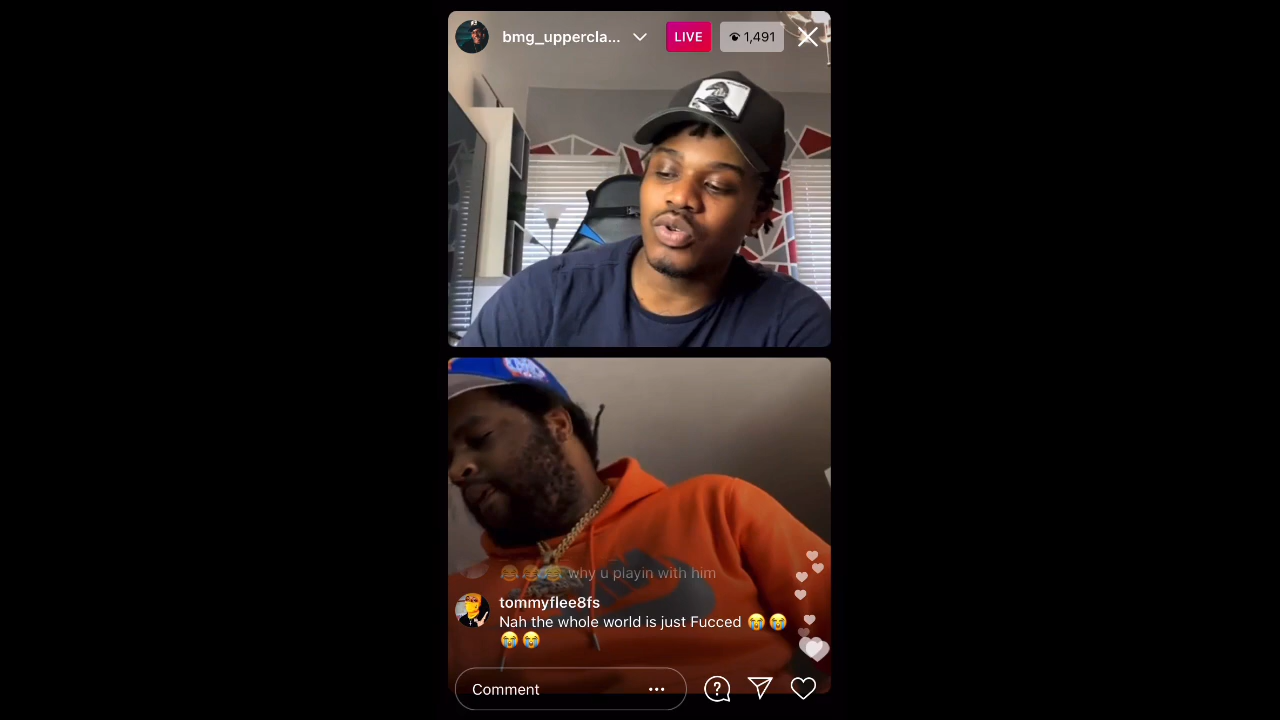 bmg_uppercla...
LIVE
1,491
😂😂😂 why u playin with him
tommyflee8fs
Nah the whole world is just Fucced 😭😭
😭😭
Comment